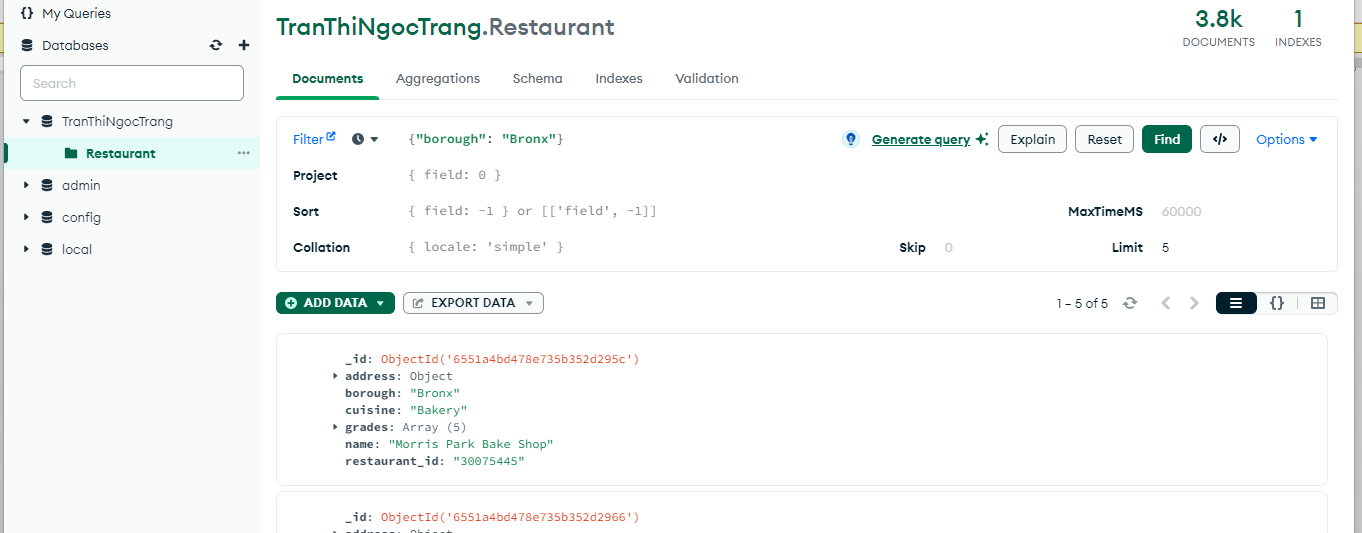 {} My Queries
Databases
Search
TranThiNgocTrang
Restaurant
admin
config
local
TranThiNgocTrang.Restaurant
3.8k
DOCUMENTS
1
INDEXES
Documents Aggregations Schema Indexes Validation
Filter {"borough": "Bronx"} Generate query Explain Reset Find </> Options
Project { field: 0 }
Sort { field: -1 } or [['field', -1]] MaxTimeMS 60000
Collation { locale: 'simple' } Skip 0 Limit 5
ADD DATA EXPORT DATA 1 – 5 of 5 {}
_id: ObjectId('6551a4bd478e735b352d295c')
address: Object
borough: "Bronx"
cuisine: "Bakery"
grades: Array (5)
name: "Morris Park Bake Shop"
restaurant_id: "30075445"
_id: ObjectId('6551a4bd478e735b352d2966')
address: Object